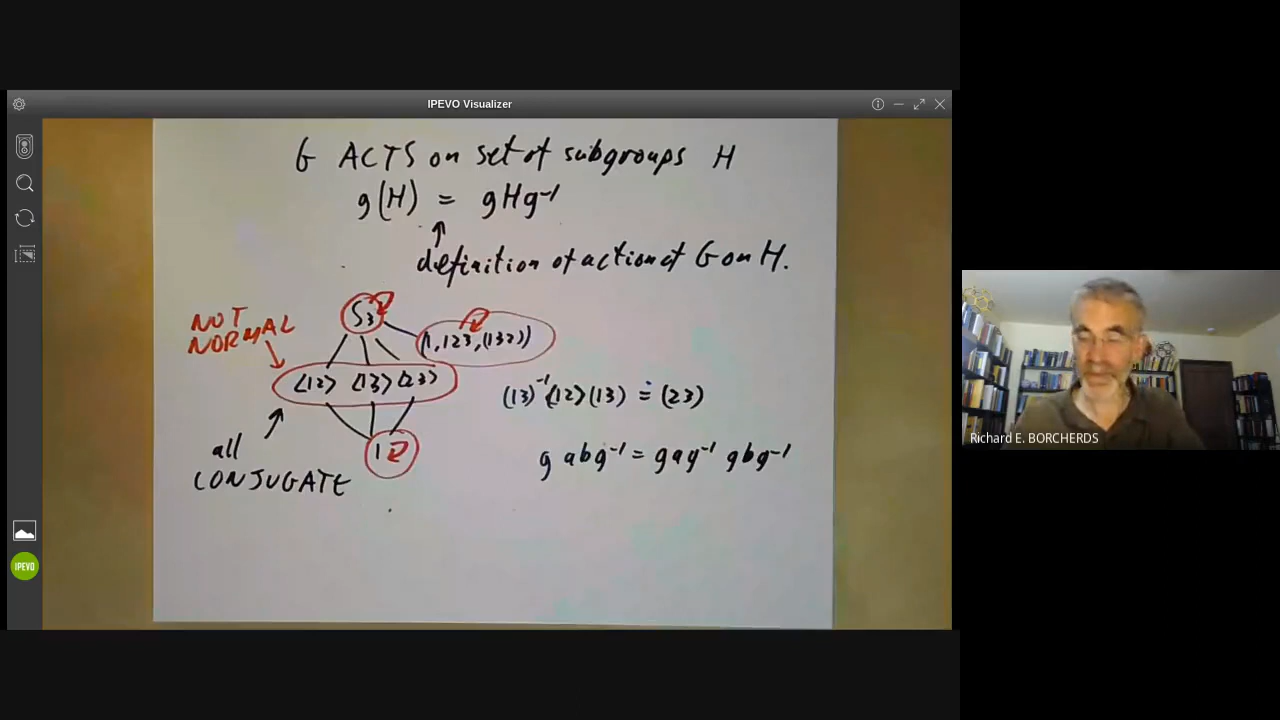 IPEVO Visualizer
G ACTS on set of subgroups H
g(H) = gHg⁻¹
definition of action of G on H.
NOT
NORMAL
S₃
(1,123,(132))
⟨12⟩ ⟨13⟩ ⟨23⟩
1
all
CONJUGATE
(13)⁻¹⟨12⟩(13) = (23)
g abg⁻¹ = gag⁻¹ gbg⁻¹
IPEVO
Richard E. BORCHERDS